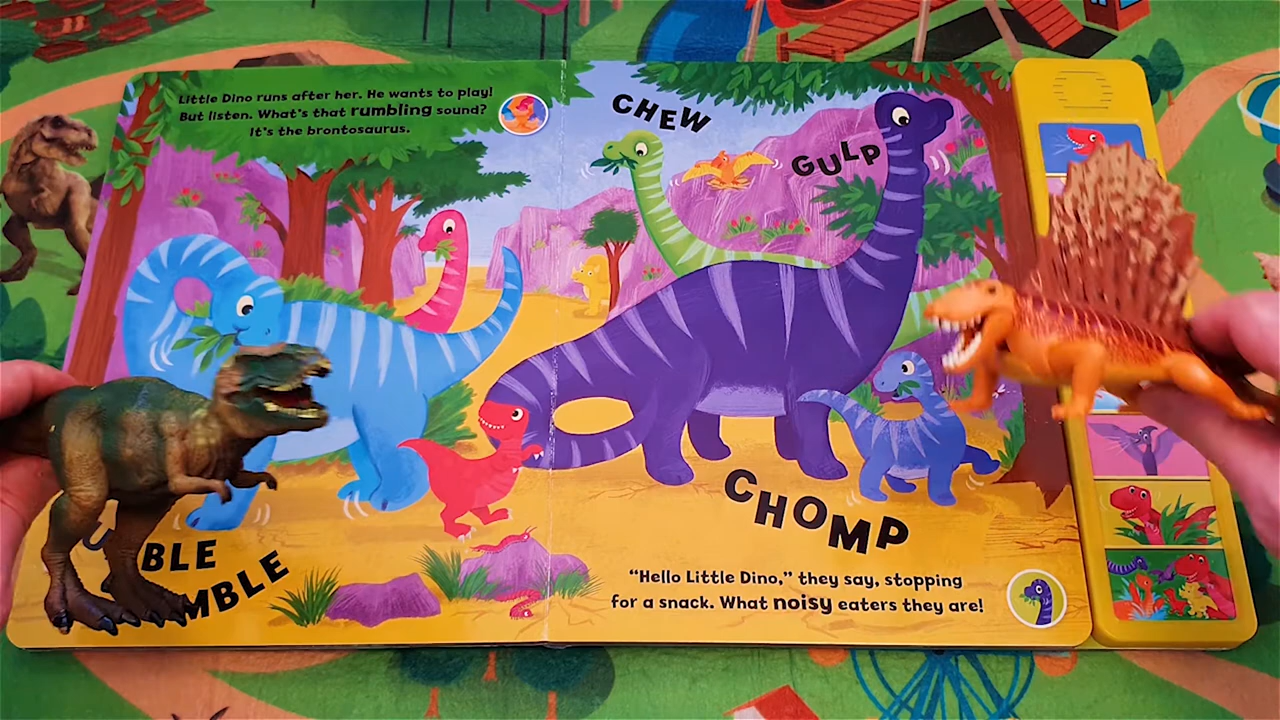 Little Dino runs after her. He wants to play!
But listen. What's that rumbling sound?
It's the brontosaurus.
CHEW
GULP
BLE
MBLE
CHOMP
"Hello Little Dino," they say, stopping
for a snack. What noisy eaters they are!